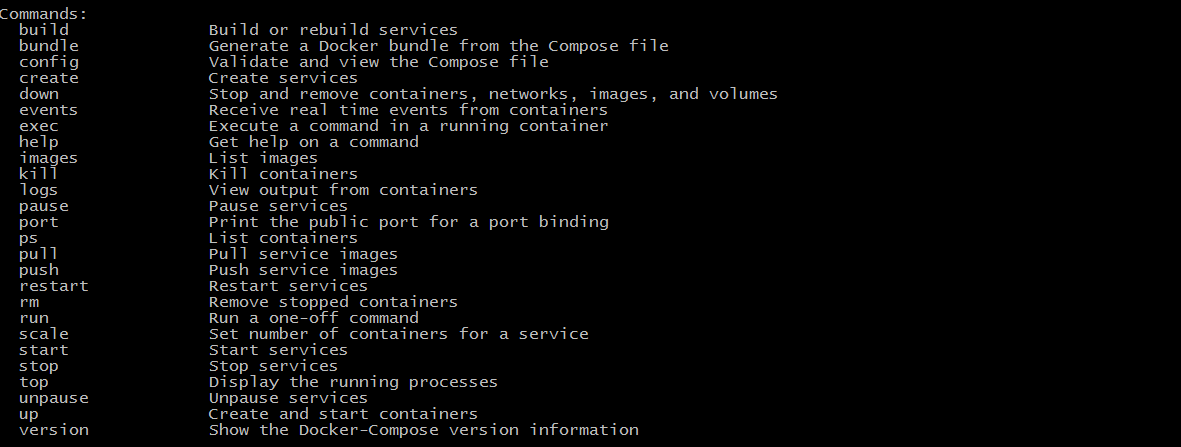 Commands:
  build              Build or rebuild services
  bundle             Generate a Docker bundle from the Compose file
  config             Validate and view the Compose file
  create             Create services
  down               Stop and remove containers, networks, images, and volumes
  events             Receive real time events from containers
  exec               Execute a command in a running container
  help               Get help on a command
  images             List images
  kill               Kill containers
  logs               View output from containers
  pause              Pause services
  port               Print the public port for a port binding
  ps                 List containers
  pull               Pull service images
  push               Push service images
  restart            Restart services
  rm                 Remove stopped containers
  run                Run a one-off command
  scale              Set number of containers for a service
  start              Start services
  stop               Stop services
  top                Display the running processes
  unpause            Unpause services
  up                 Create and start containers
  version            Show the Docker-Compose version information